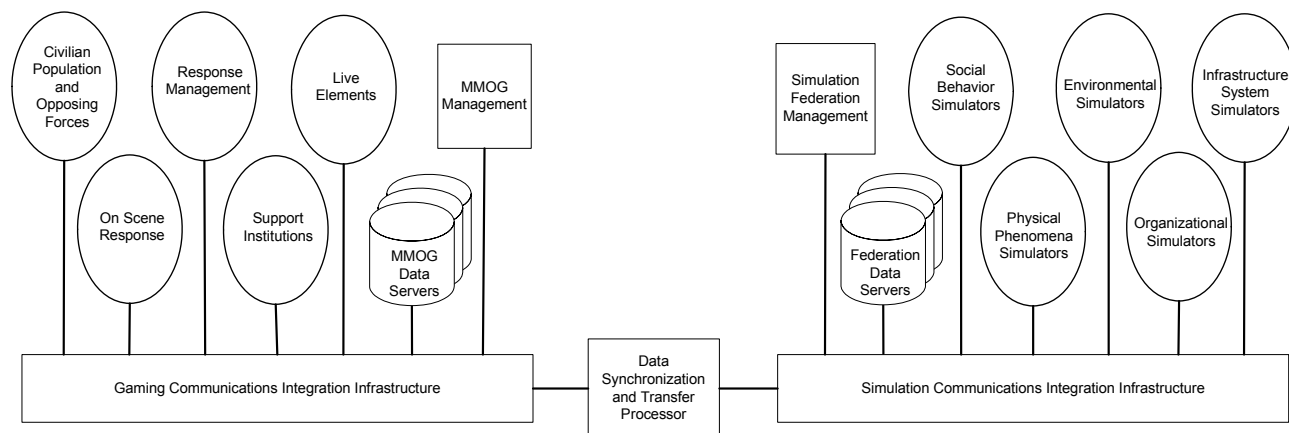 Civilian
Population
and
Opposing
Forces
Response
Management
Live
Elements
MMOG
Management
On Scene
Response
Support
Institutions
MMOG
Data
Servers
Gaming Communications Integration Infrastructure
Data
Synchronization
and Transfer
Processor
Simulation
Federation
Management
Social
Behavior
Simulators
Environmental
Simulators
Infrastructure
System
Simulators
Federation
Data
Servers
Physical
Phenomena
Simulators
Organizational
Simulators
Simulation Communications Integration Infrastructure